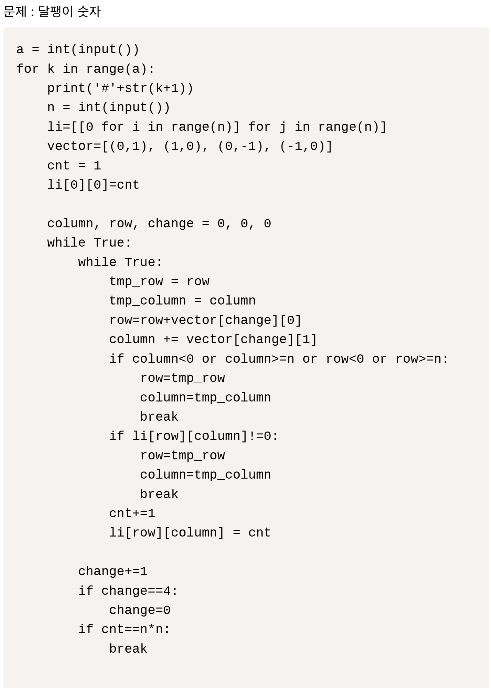 문제 : 달팽이 숫자
a = int(input())
for k in range(a):
    print('#'+str(k+1))
    n = int(input())
    li=[[0 for i in range(n)] for j in range(n)]
    vector=[(0,1), (1,0), (0,-1), (-1,0)]
    cnt = 1
    li[0][0]=cnt

    column, row, change = 0, 0, 0
    while True:
        while True:
            tmp_row = row
            tmp_column = column
            row=row+vector[change][0]
            column += vector[change][1]
            if column<0 or column>=n or row<0 or row>=n:
                row=tmp_row
                column=tmp_column
                break
            if li[row][column]!=0:
                row=tmp_row
                column=tmp_column
                break
            cnt+=1
            li[row][column] = cnt

        change+=1
        if change==4:
            change=0
        if cnt==n*n:
            break